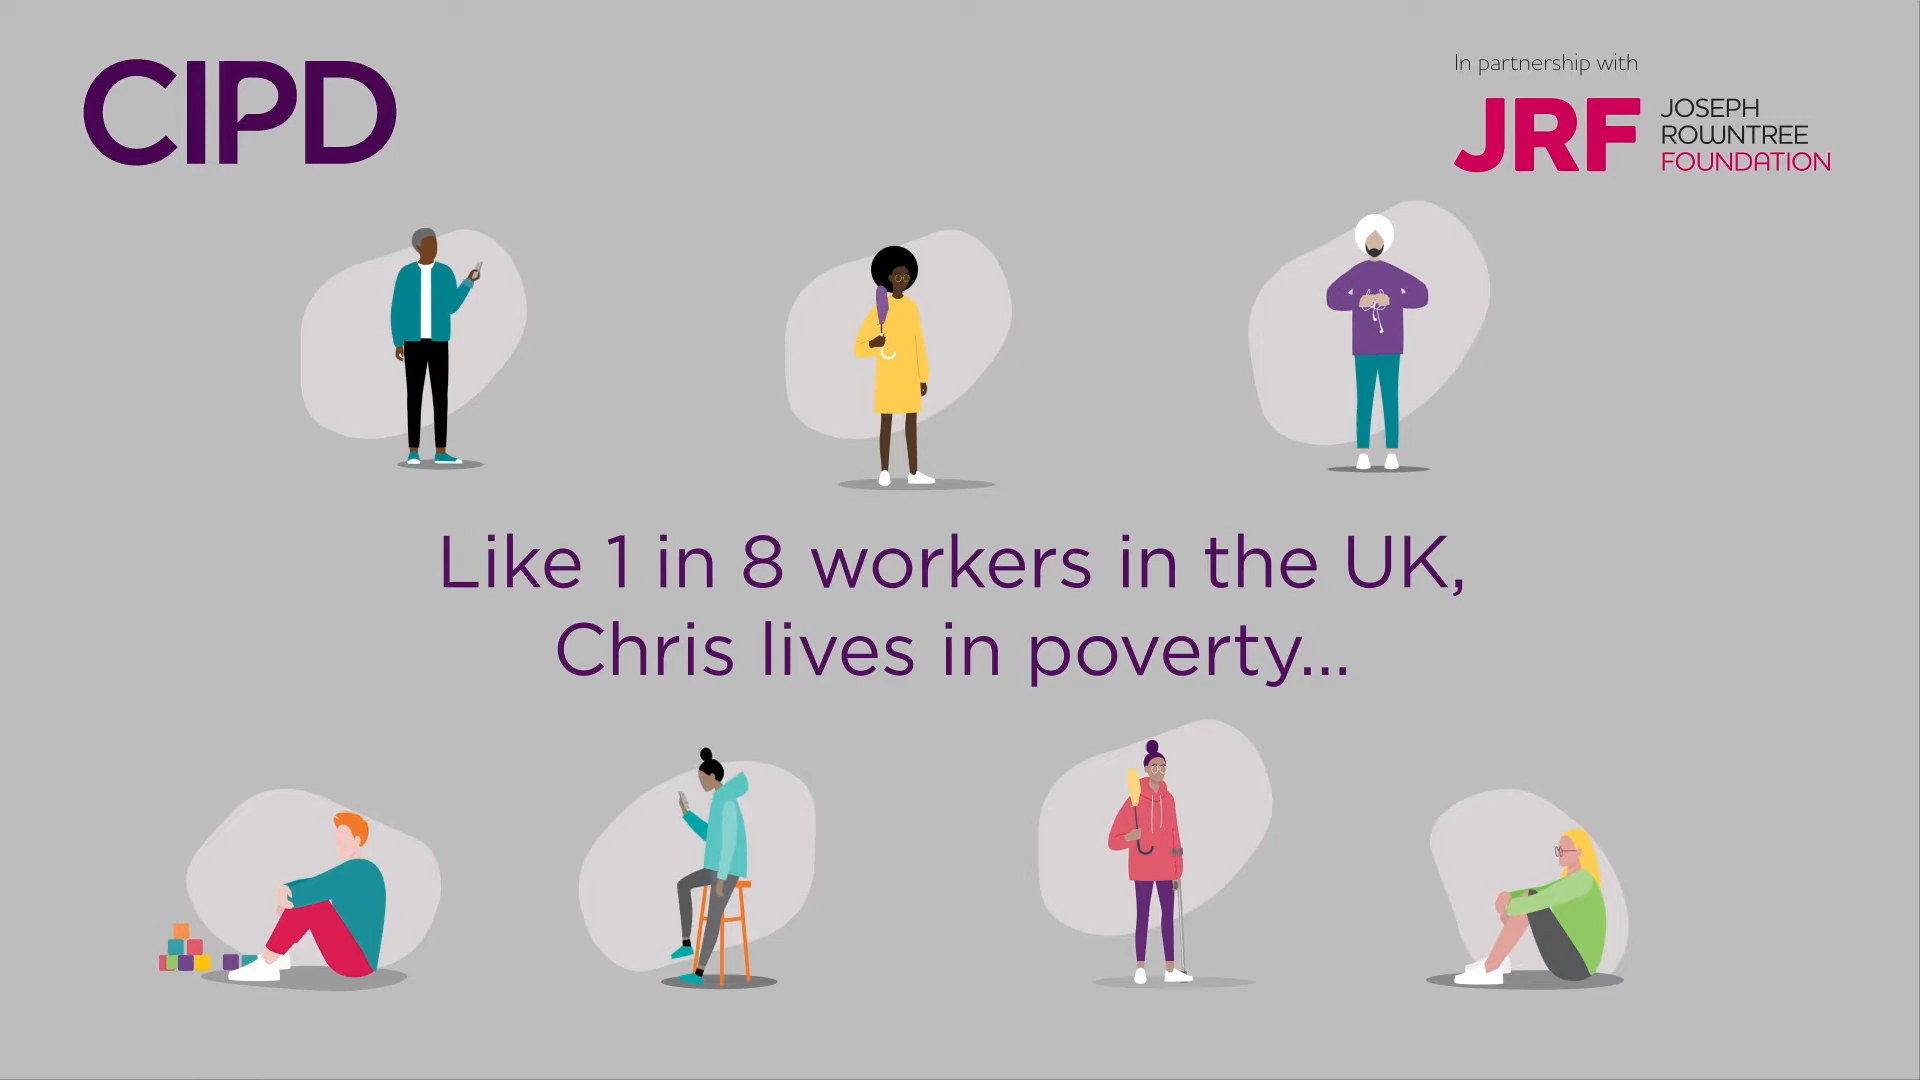 CIPD
In partnership with
JRF
JOSEPH
ROWNTREE
FOUNDATION
Like 1 in 8 workers in the UK,
Chris lives in poverty...